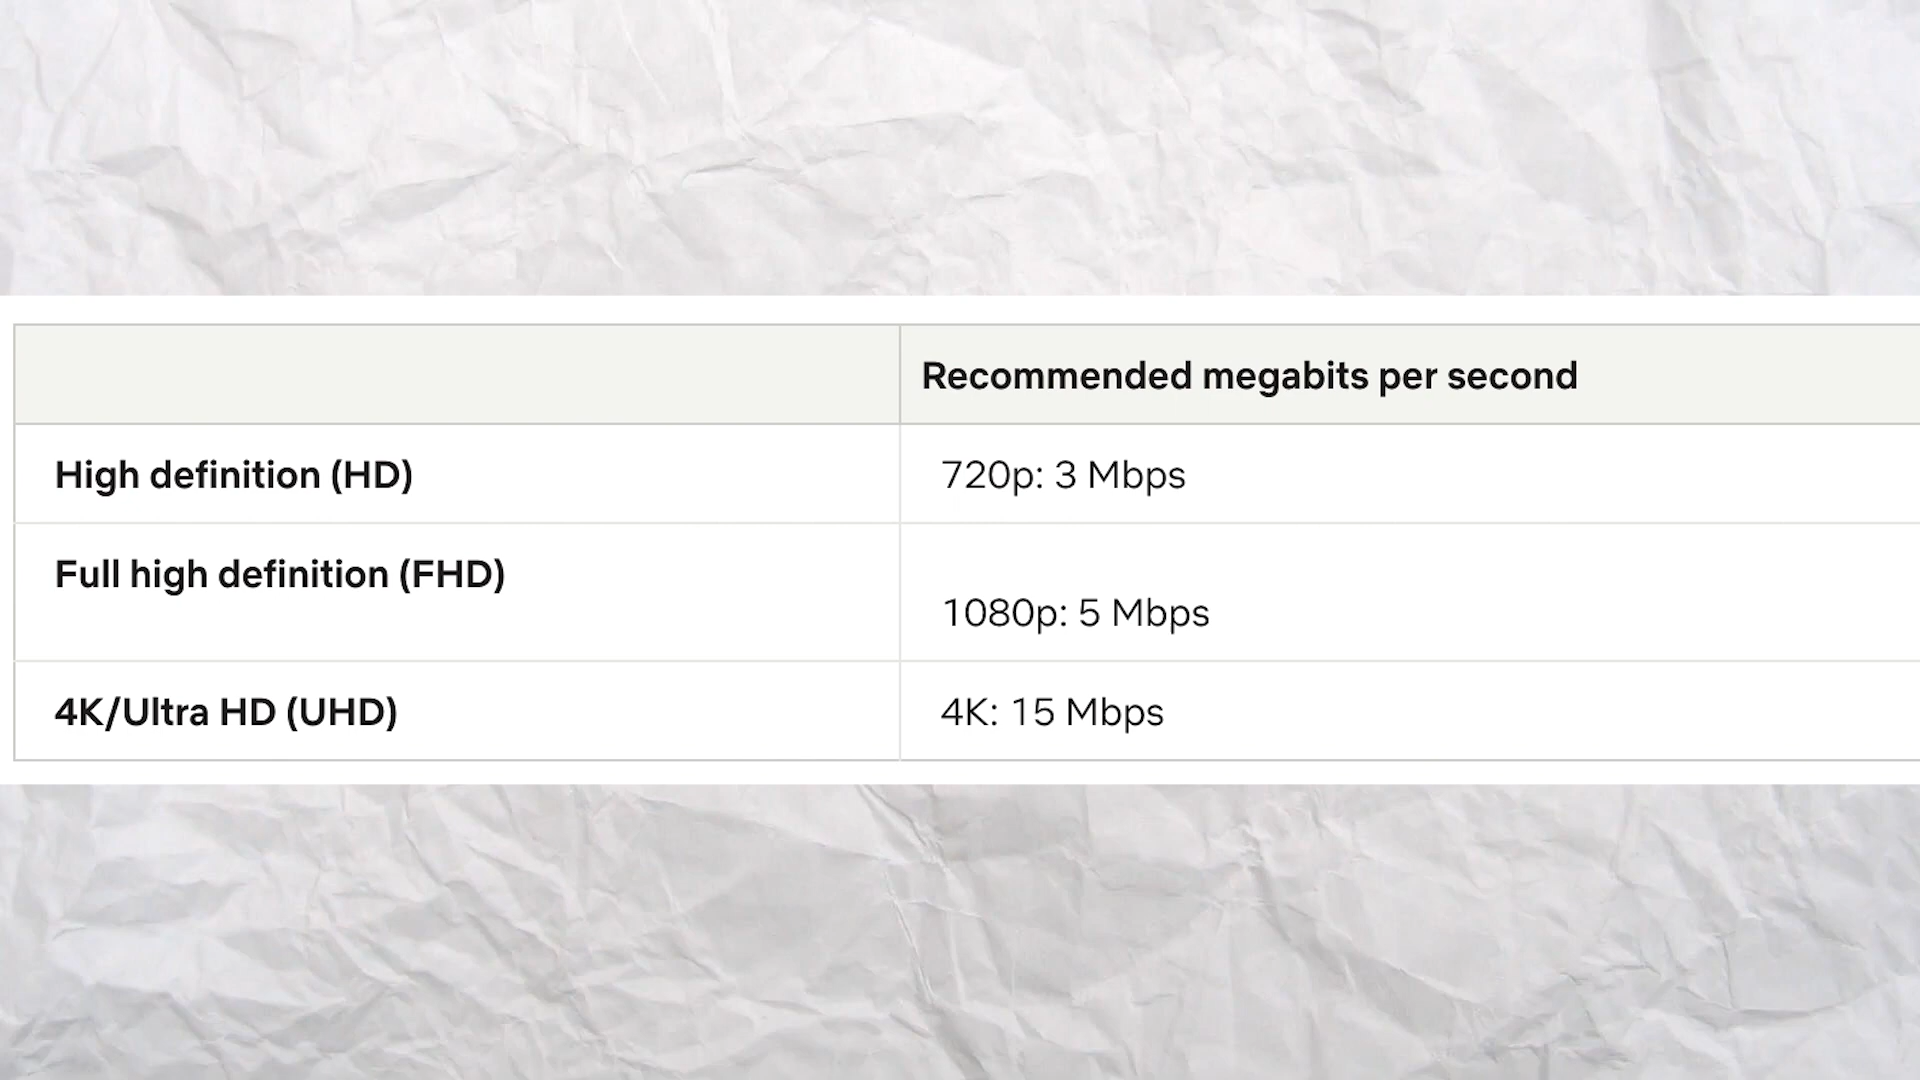 Recommended megabits per second
High definition (HD)
720p: 3 Mbps
Full high definition (FHD)
1080p: 5 Mbps
4K/Ultra HD (UHD)
4K: 15 Mbps